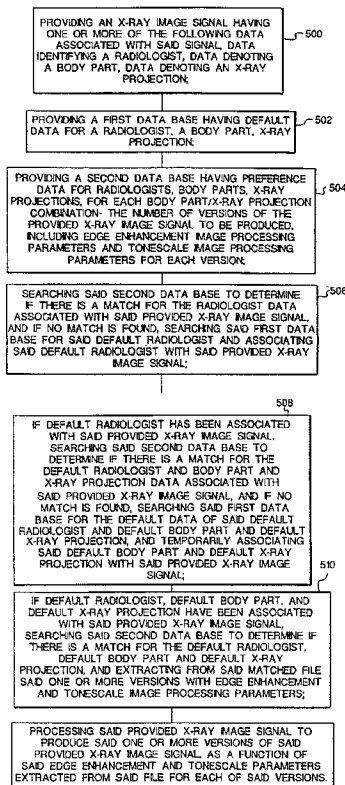 PROVIDING AN X-RAY IMAGE SIGNAL HAVING
ONE OR MORE OF THE FOLLOWING DATA
ASSOCIATED WITH SAID SIGNAL, DATA
IDENTIFYING A RADIOLOGIST, DATA DENOTING
A BODY PART, DATA DENOTING AN X-RAY
PROJECTION;
500
PROVIDING A FIRST DATA BASE HAVING DEFAULT
DATA FOR A RADIOLOGIST, A BODY PART, X-RAY
PROJECTION;
502
PROVIDING A SECOND DATA BASE HAVING PREFERENCE
DATA FOR RADIOLOGISTS, BODY PARTS, X-RAY
PROJECTIONS, FOR EACH BODY PART/X-RAY PROJECTION
COMBINATION- THE NUMBER OF VERSIONS OF THE
PROVIDED X-RAY IMAGE SIGNAL TO BE PRODUCED,
INCLUDING EDGE ENHANCEMENT IMAGE PROCESSING
PARAMETERS AND TONESCALE IMAGE PROCESSING
PARAMETERS FOR EACH VERSION;
504
SEARCHING SAID SECOND DATA BASE TO DETERMINE
IF THERE IS A MATCH FOR THE RADIOLOGIST DATA
ASSOCIATED WITH SAID PROVIDED X-RAY IMAGE SIGNAL,
AND IF NO MATCH IS FOUND, SEARCHING SAID FIRST DATA
BASE FOR SAID DEFAULT RADIOLOGIST AND ASSOCIATING
SAID DEFAULT RADIOLOGIST WITH SAID PROVIDED X-RAY
IMAGE SIGNAL;
506
508
IF DEFAULT RADIOLOGIST HAS BEEN ASSOCIATED
WITH SAID PROVIDED X-RAY IMAGE SIGNAL,
SEARCHING SAID SECOND DATA BASE TO
DETERMINE IF THERE IS A MATCH FOR THE
DEFAULT RADIOLOGIST AND BODY PART AND
X-RAY PROJECTION DATA ASSOCIATED WITH
SAID PROVIDED X-RAY IMAGE SIGNAL, AND IF NO
MATCH IS FOUND, SEARCHING SAID FIRST DATA
BASE FOR THE DEFAULT DATA OF SAID DEFAULT
RADIOLOGIST AND DEFAULT BODY PART AND DEFAULT
X-RAY PROJECTION, AND TEMPORARILY ASSOCIATING
SAID DEFAULT BODY PART AND DEFAULT X-RAY
PROJECTION WITH SAID PROVIDED X-RAY IMAGE
SIGNAL;
510
IF DEFAULT RADIOLOGIST, DEFAULT BODY PART, AND
DEFAULT X-RAY PROJECTION HAVE BEEN ASSOCIATED
WITH SAID PROVIDED X-RAY IMAGE SIGNAL,
SEARCHING SAID SECOND DATA BASE TO DETERMINE IF
THERE IS A MATCH FOR THE DEFAULT RADIOLOGIST,
DEFAULT BODY PART AND DEFAULT X-RAY
PROJECTION, AND EXTRACTING FROM SAID MATCHED FILE
SAID ONE OR MORE VERSIONS WITH EDGE ENHANCEMENT
AND TONESCALE IMAGE PROCESSING PARAMETERS;
PROCESSING SAID PROVIDED X-RAY IMAGE SIGNAL TO
PRODUCE SAID ONE OR MORE VERSIONS OF SAID
PROVIDED X-RAY IMAGE SIGNAL, AS A FUNCTION OF
SAID EDGE ENHANCEMENT AND TONESCALE PARAMETERS
EXTRACTED FROM SAID FILE FOR EACH OF SAID VERSIONS.